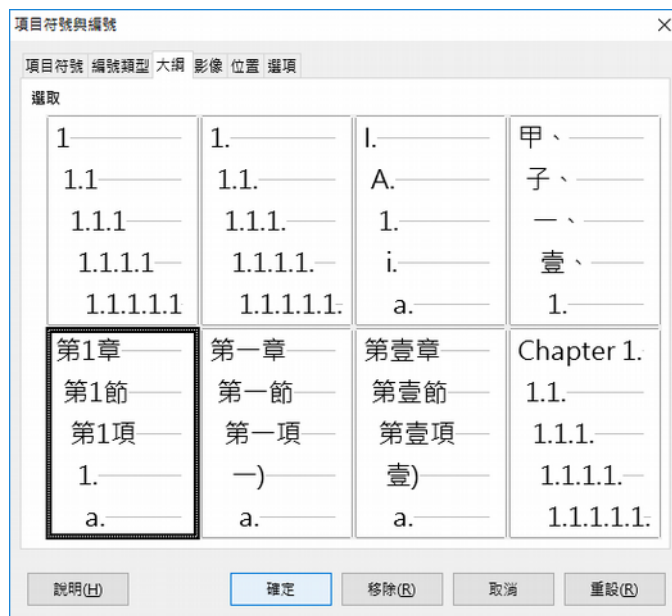 項目符號與編號
項目符號 編號類型 大綱 影像 位置 選項
選取
1
1.1
1.1.1
1.1.1.1
1.1.1.1.1
1.
1.1.
1.1.1.
1.1.1.1.
1.1.1.1.1.
I.
A.
1.
i.
a.
甲、
子、
一、
壹、
1.
第1章
第1節
第1項
1.
a.
第一章
第一節
第一項
一)
a.
第壹章
第壹節
第壹項
壹)
a.
Chapter 1.
1.1.
1.1.1.
1.1.1.1.
1.1.1.1.1.
說明(H) 確定 移除(R) 取消 重設(R)